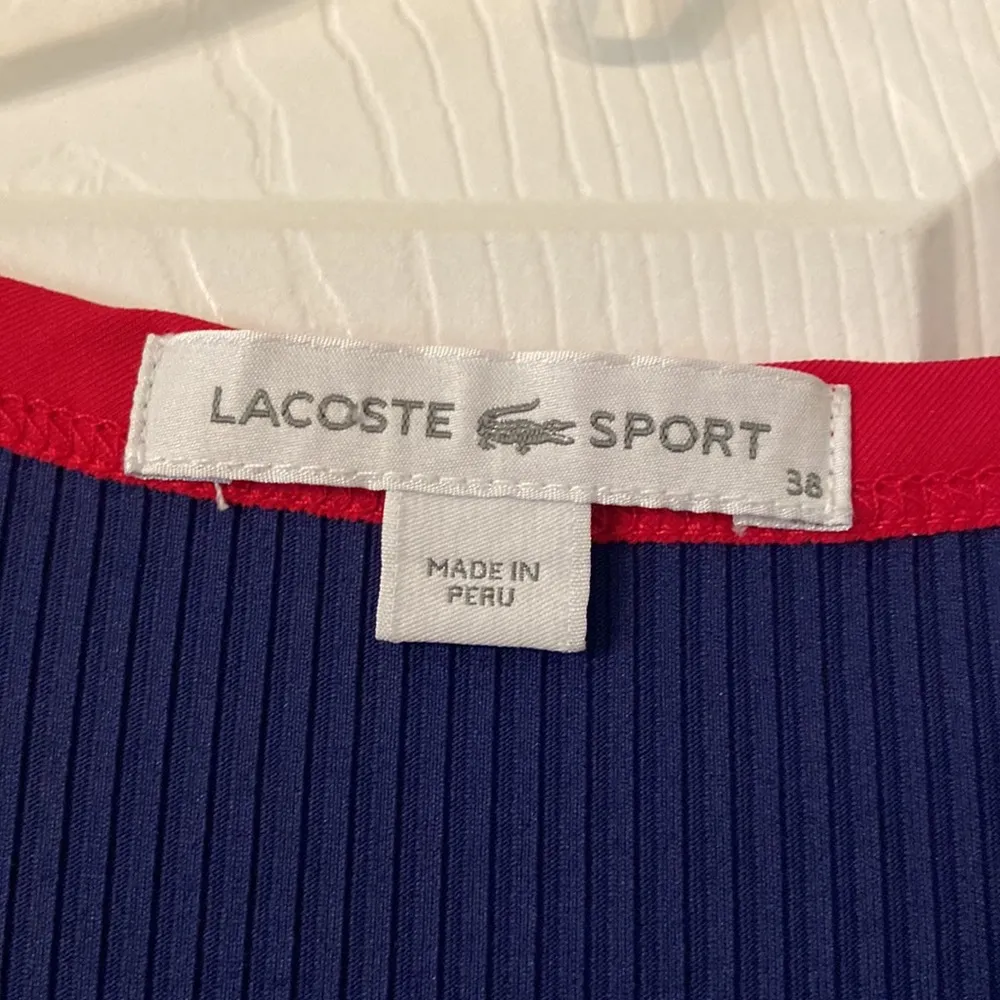 LACOSTE SPORT
38
MADE IN
PERU